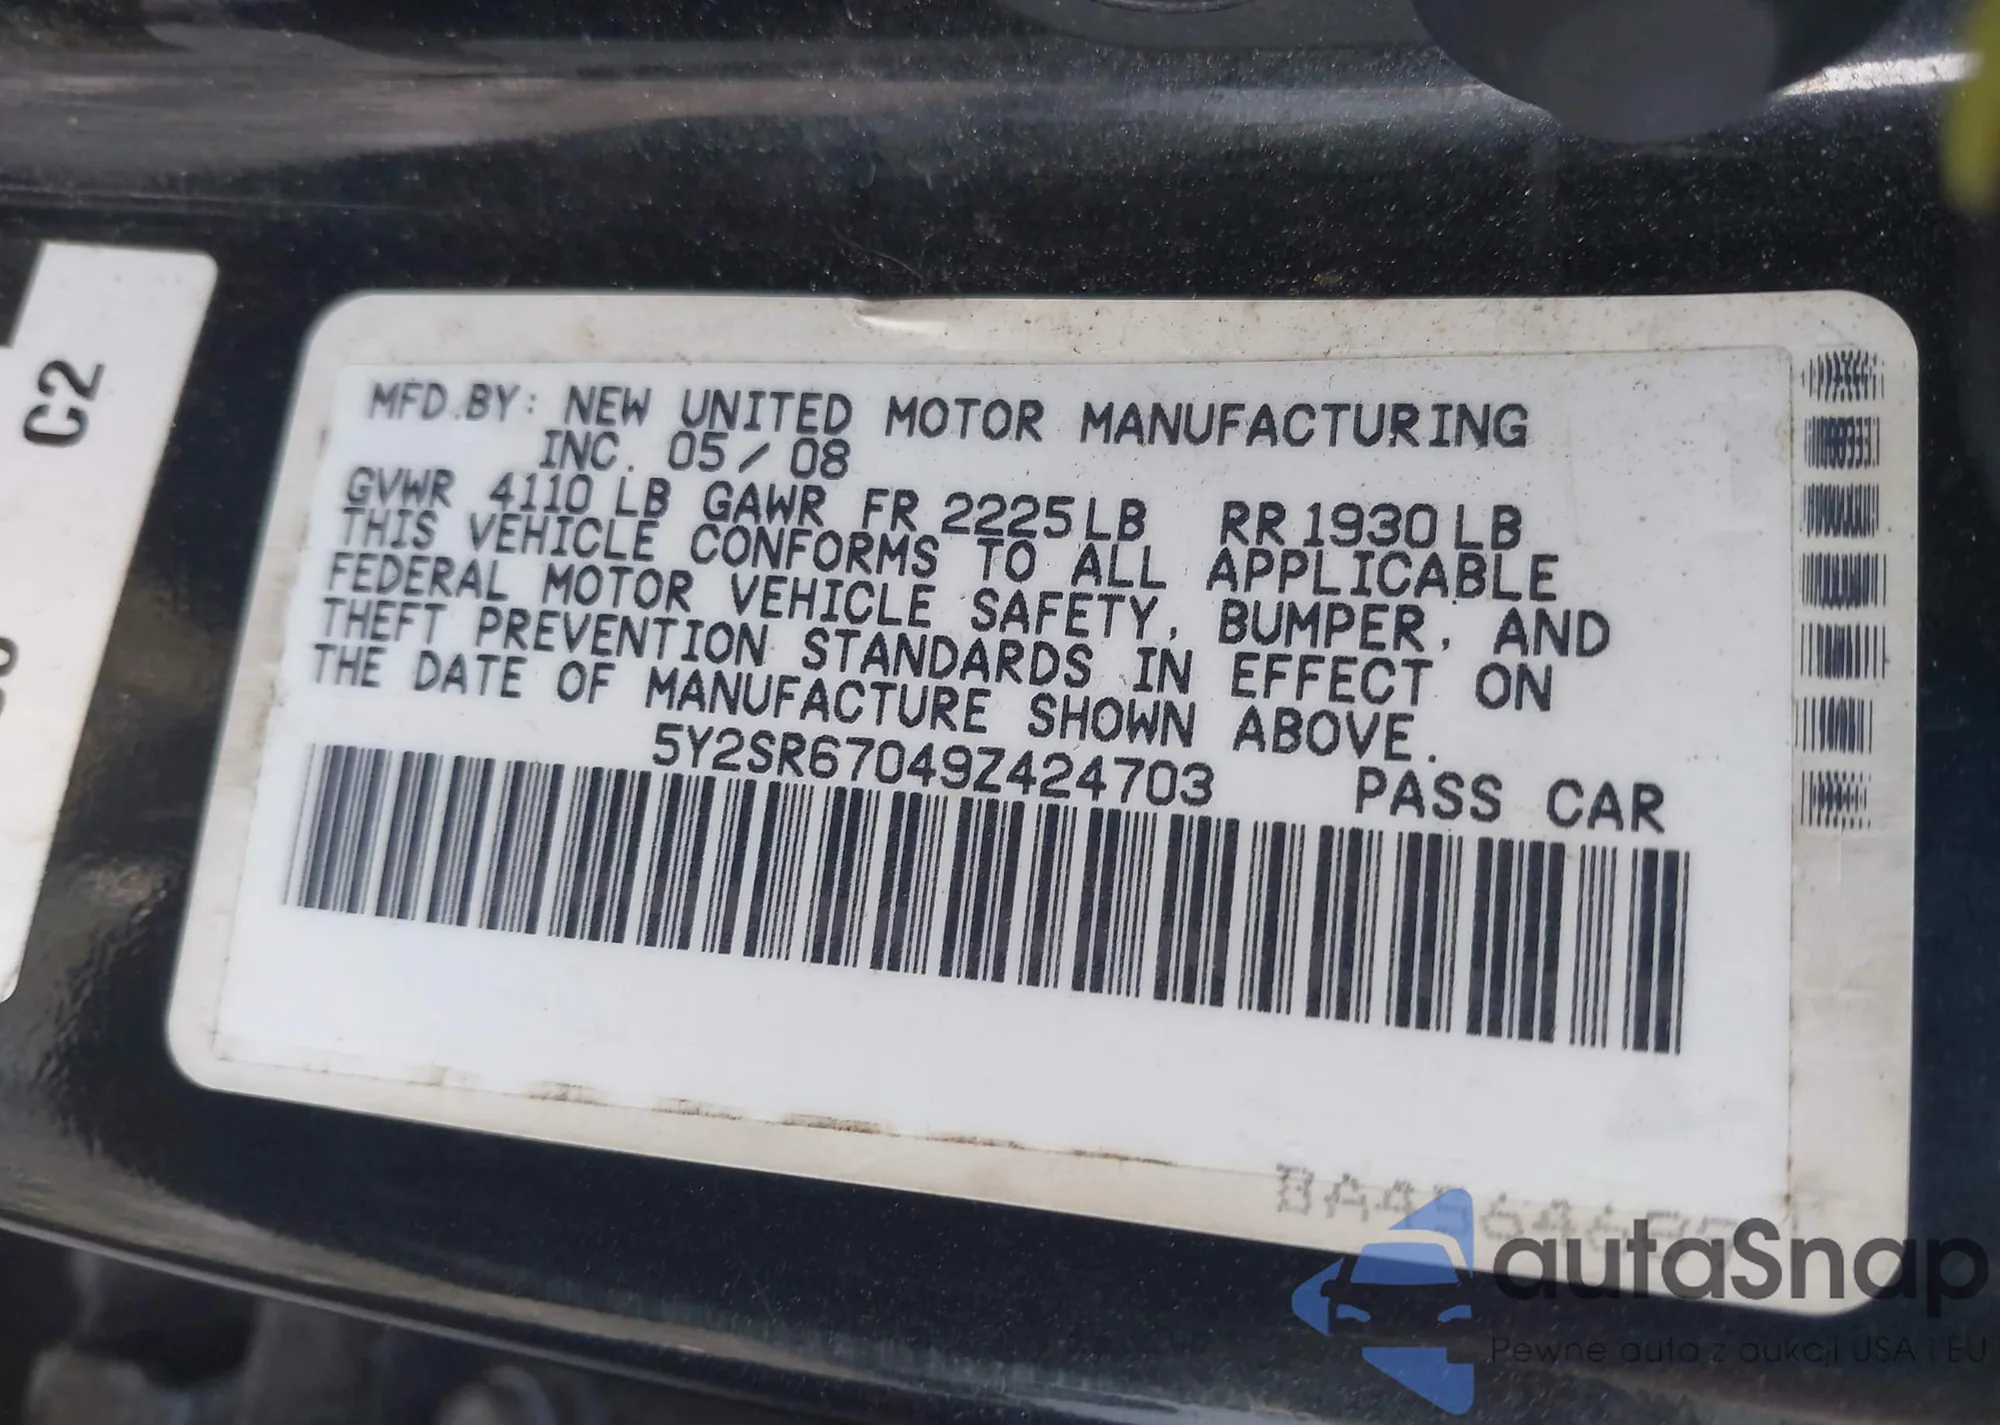 C2
MFD.BY: NEW UNITED MOTOR MANUFACTURING
INC. 05/08
GVWR 4110 LB GAWR FR 2225 LB RR 1930 LB
THIS VEHICLE CONFORMS TO ALL APPLICABLE
FEDERAL MOTOR VEHICLE SAFETY, BUMPER, AND
THEFT PREVENTION STANDARDS IN EFFECT ON
THE DATE OF MANUFACTURE SHOWN ABOVE.
5Y2SR67049Z424703 PASS CAR
autaSnap
Pewne auta z aukcji USA i EU